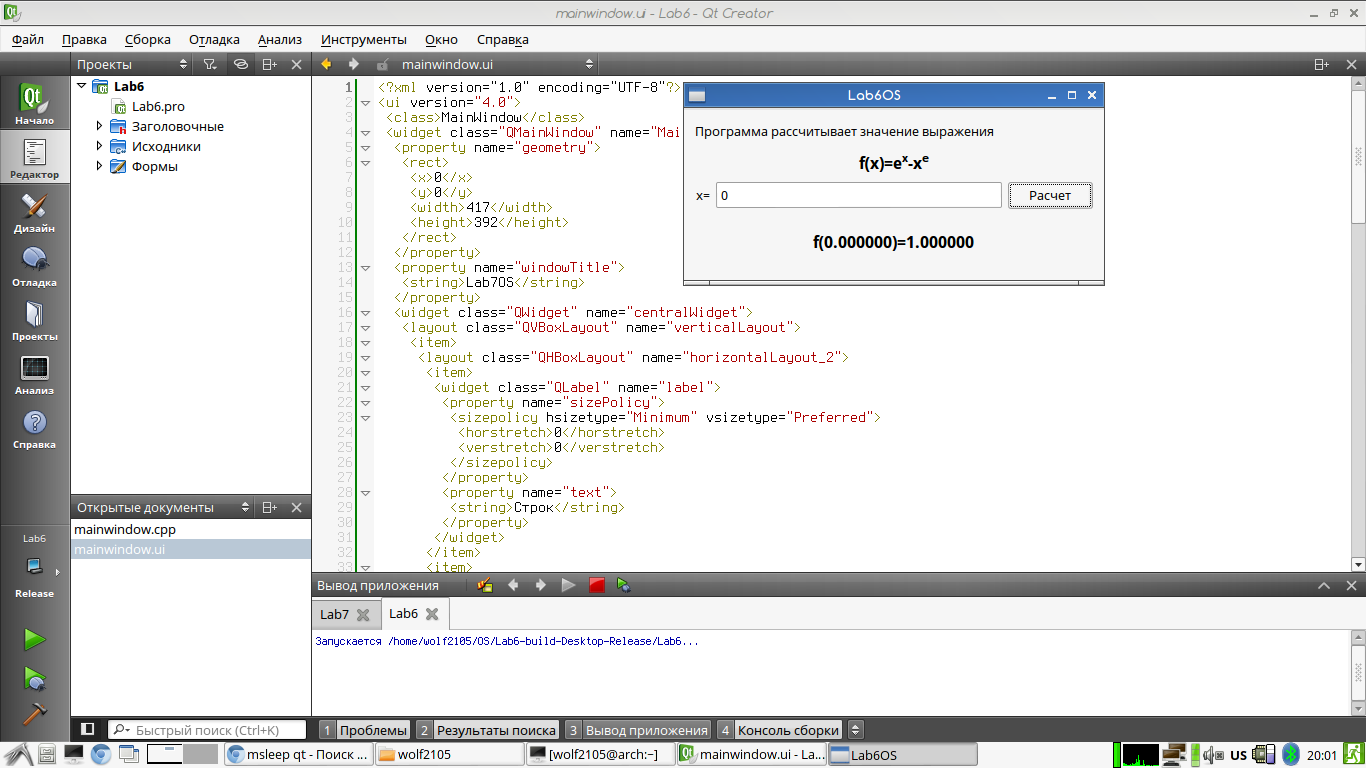 mainwindow.ui - Lab6 - Qt Creator
Файл Правка Сборка Отладка Анализ Инструменты Окно Справка
Проекты
mainwindow.ui
Начало
Редактор
Дизайн
Отладка
Проекты
Анализ
Справка
Lab6
Release
Lab6
Lab6.pro
Заголовочные
Исходники
Формы
Открытые документы
mainwindow.cpp
mainwindow.ui
1 <?xml version="1.0" encoding="UTF-8"?>
2 <ui version="4.0">
3 <class>MainWindow</class>
4 <widget class="QMainWindow" name="Mai
5 <property name="geometry">
6 <rect>
7 <x>0</x>
8 <y>0</y>
9 <width>417</width>
10 <height>392</height>
11 </rect>
12 </property>
13 <property name="windowTitle">
14 <string>Lab7OS</string>
15 </property>
16 <widget class="QWidget" name="centralWidget">
17 <layout class="QVBoxLayout" name="verticalLayout">
18 <item>
19 <layout class="QHBoxLayout" name="horizontalLayout_2">
20 <item>
21 <widget class="QLabel" name="label">
22 <property name="sizePolicy">
23 <sizepolicy hsizetype="Minimum" vsizetype="Preferred">
24 <horstretch>0</horstretch>
25 <verstretch>0</verstretch>
26 </sizepolicy>
27 </property>
28 <property name="text">
29 <string>Строк</string>
30 </property>
31 </widget>
32 </item>
33 <item>
Lab6OS
Программа рассчитывает значение выражения
f(x)=eˣ-xᵉ
x= 0 Расчет
f(0.000000)=1.000000
Вывод приложения
Lab7 Lab6
Запускается /home/wolf2105/OS/Lab6-build-Desktop-Release/Lab6...
Быстрый поиск (Ctrl+K) 1 Проблемы 2 Результаты поиска 3 Вывод приложения 4 Консоль сборки
msleep qt - Поиск ... wolf2105 [wolf2105@arch:~] mainwindow.ui - La... Lab6OS US 20:01